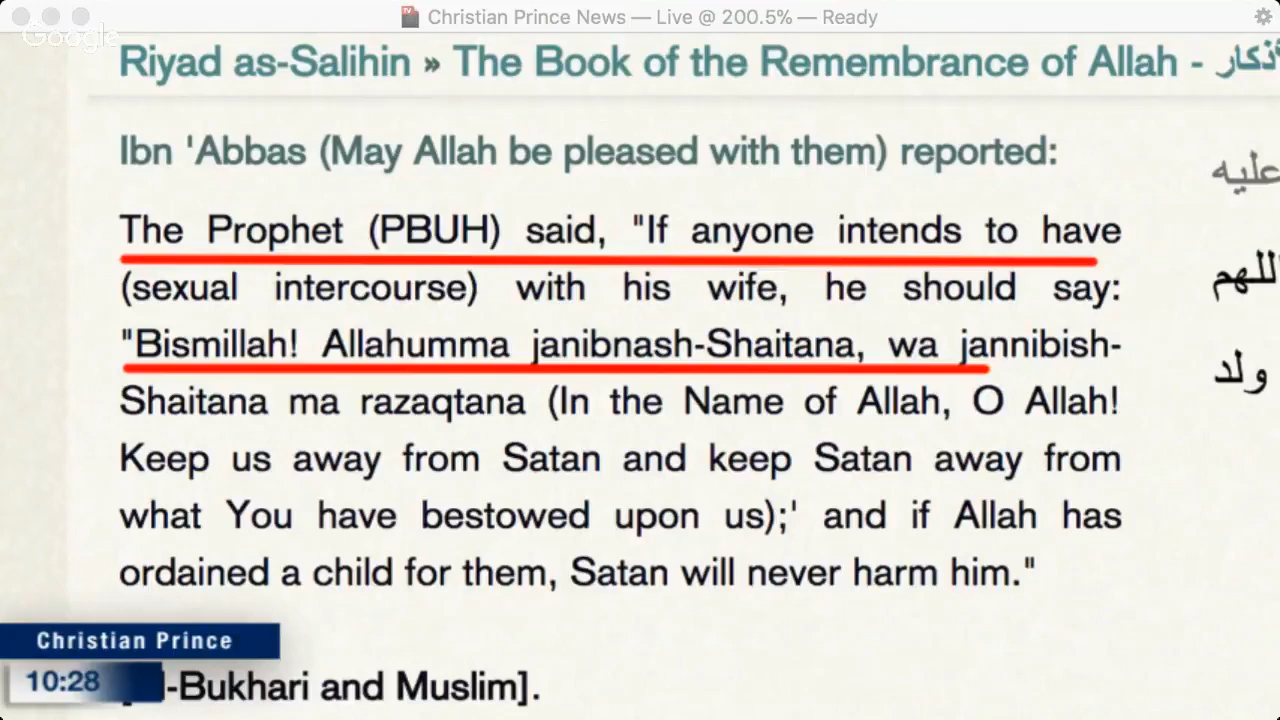 Christian Prince News — Live @ 200.5% — Ready
Google
Riyad as-Salihin » The Book of the Remembrance of Allah -
Ibn 'Abbas (May Allah be pleased with them) reported:
عليه
The Prophet (PBUH) said, "If anyone intends to have
(sexual intercourse) with his wife, he should say:
اللهم
"Bismillah! Allahumma janibnash-Shaitana, wa jannibish-
ولد
Shaitana ma razaqtana (In the Name of Allah, O Allah!
Keep us away from Satan and keep Satan away from
what You have bestowed upon us);' and if Allah has
ordained a child for them, Satan will never harm him."
Christian Prince
10:28
-Bukhari and Muslim].